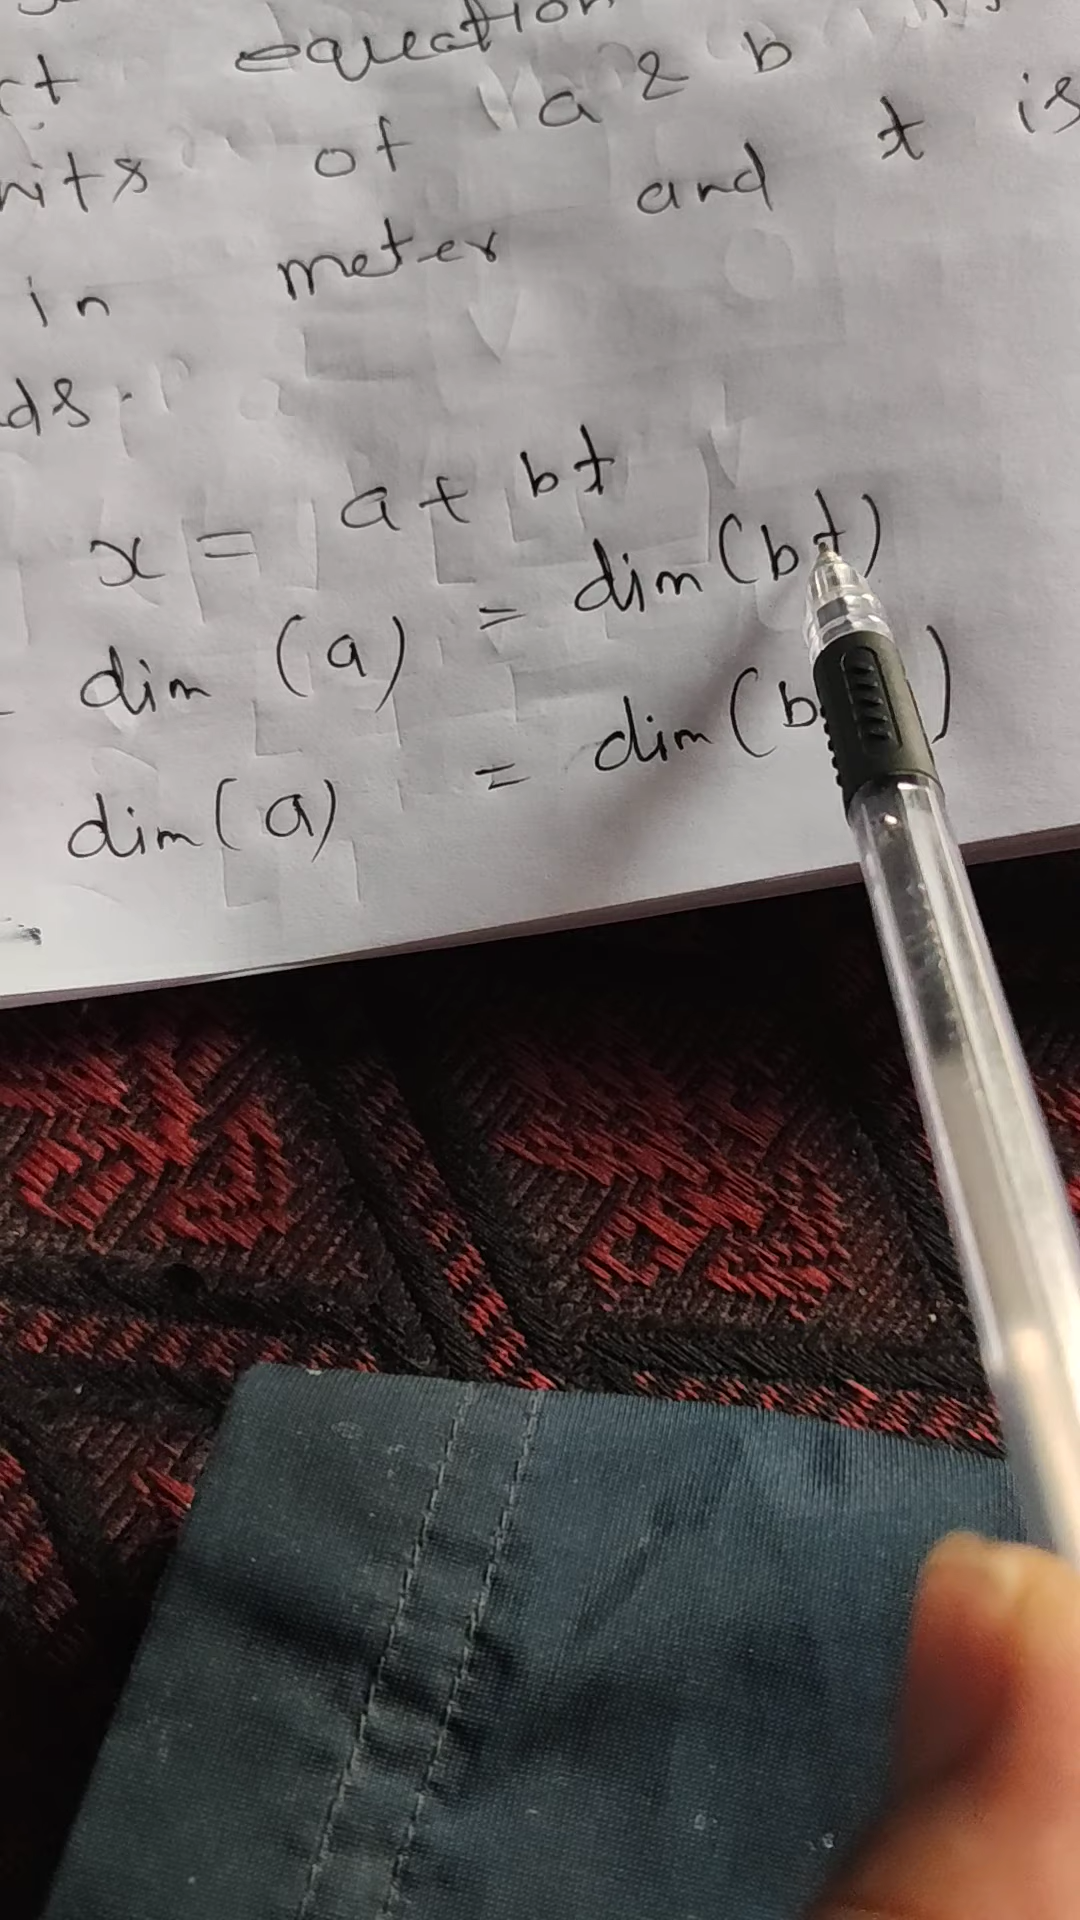 equation
of a & b
in meter and t is
x = a + bt
dim (a) = dim (bt)
dim (a) = dim (b )